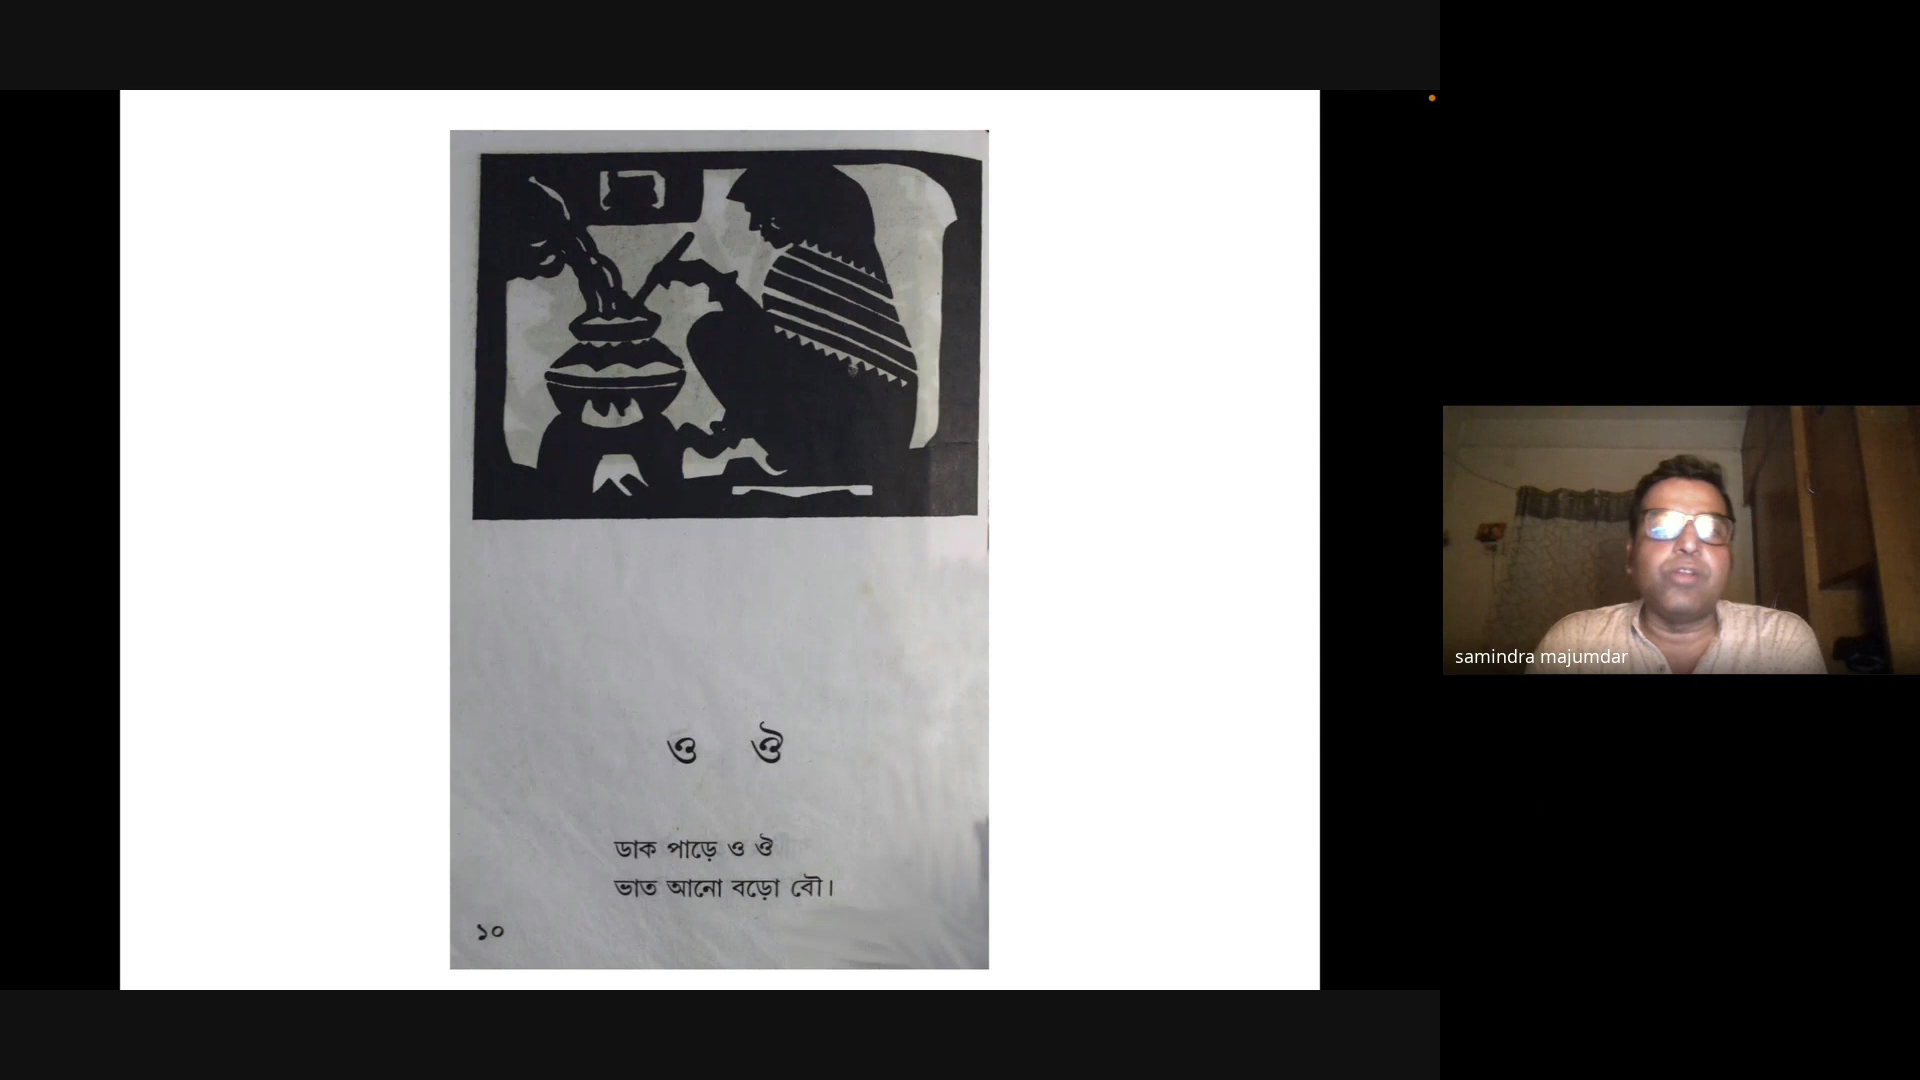 ও ঔ
ডাক পাড়ে ও ঔ
ভাত আনো বড়ো বৌ।
১০
samindra majumdar